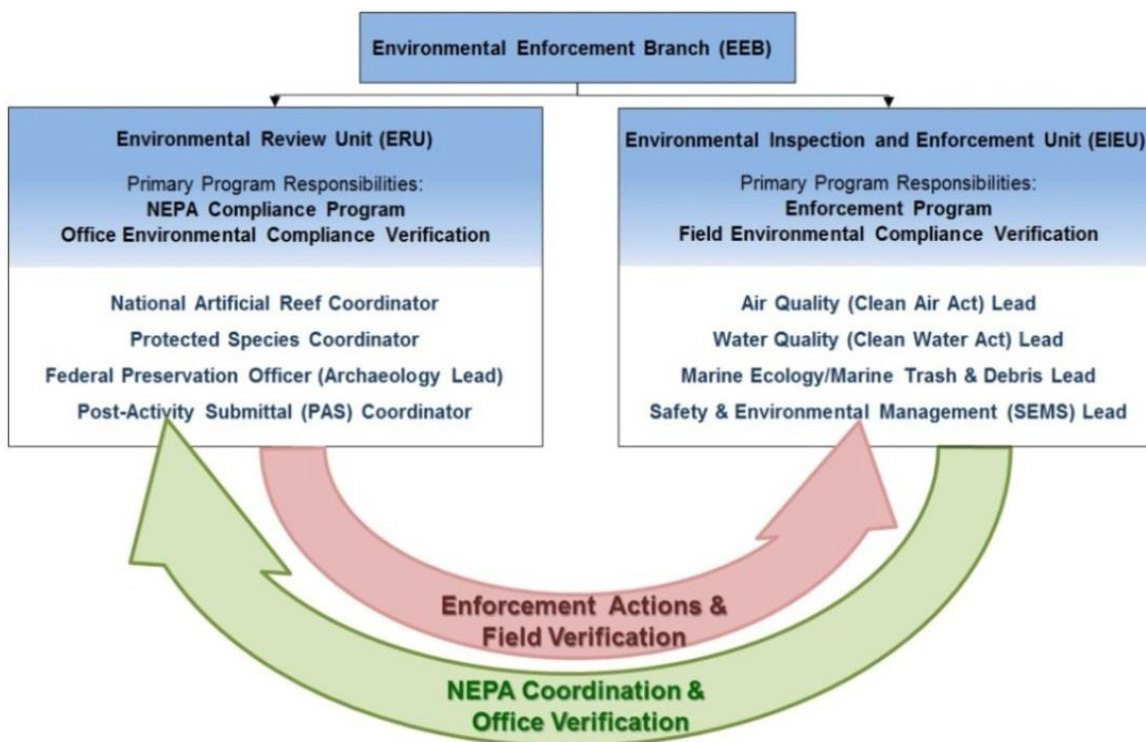 Environmental Enforcement Branch (EEB)
Environmental Review Unit (ERU)
Primary Program Responsibilities:
NEPA Compliance Program
Office Environmental Compliance Verification
National Artificial Reef Coordinator
Protected Species Coordinator
Federal Preservation Officer (Archaeology Lead)
Post-Activity Submittal (PAS) Coordinator
Environmental Inspection and Enforcement Unit (EIEU)
Primary Program Responsibilities:
Enforcement Program
Field Environmental Compliance Verification
Air Quality (Clean Air Act) Lead
Water Quality (Clean Water Act) Lead
Marine Ecology/Marine Trash & Debris Lead
Safety & Environmental Management (SEMS) Lead
Enforcement Actions &
Field Verification
NEPA Coordination &
Office Verification